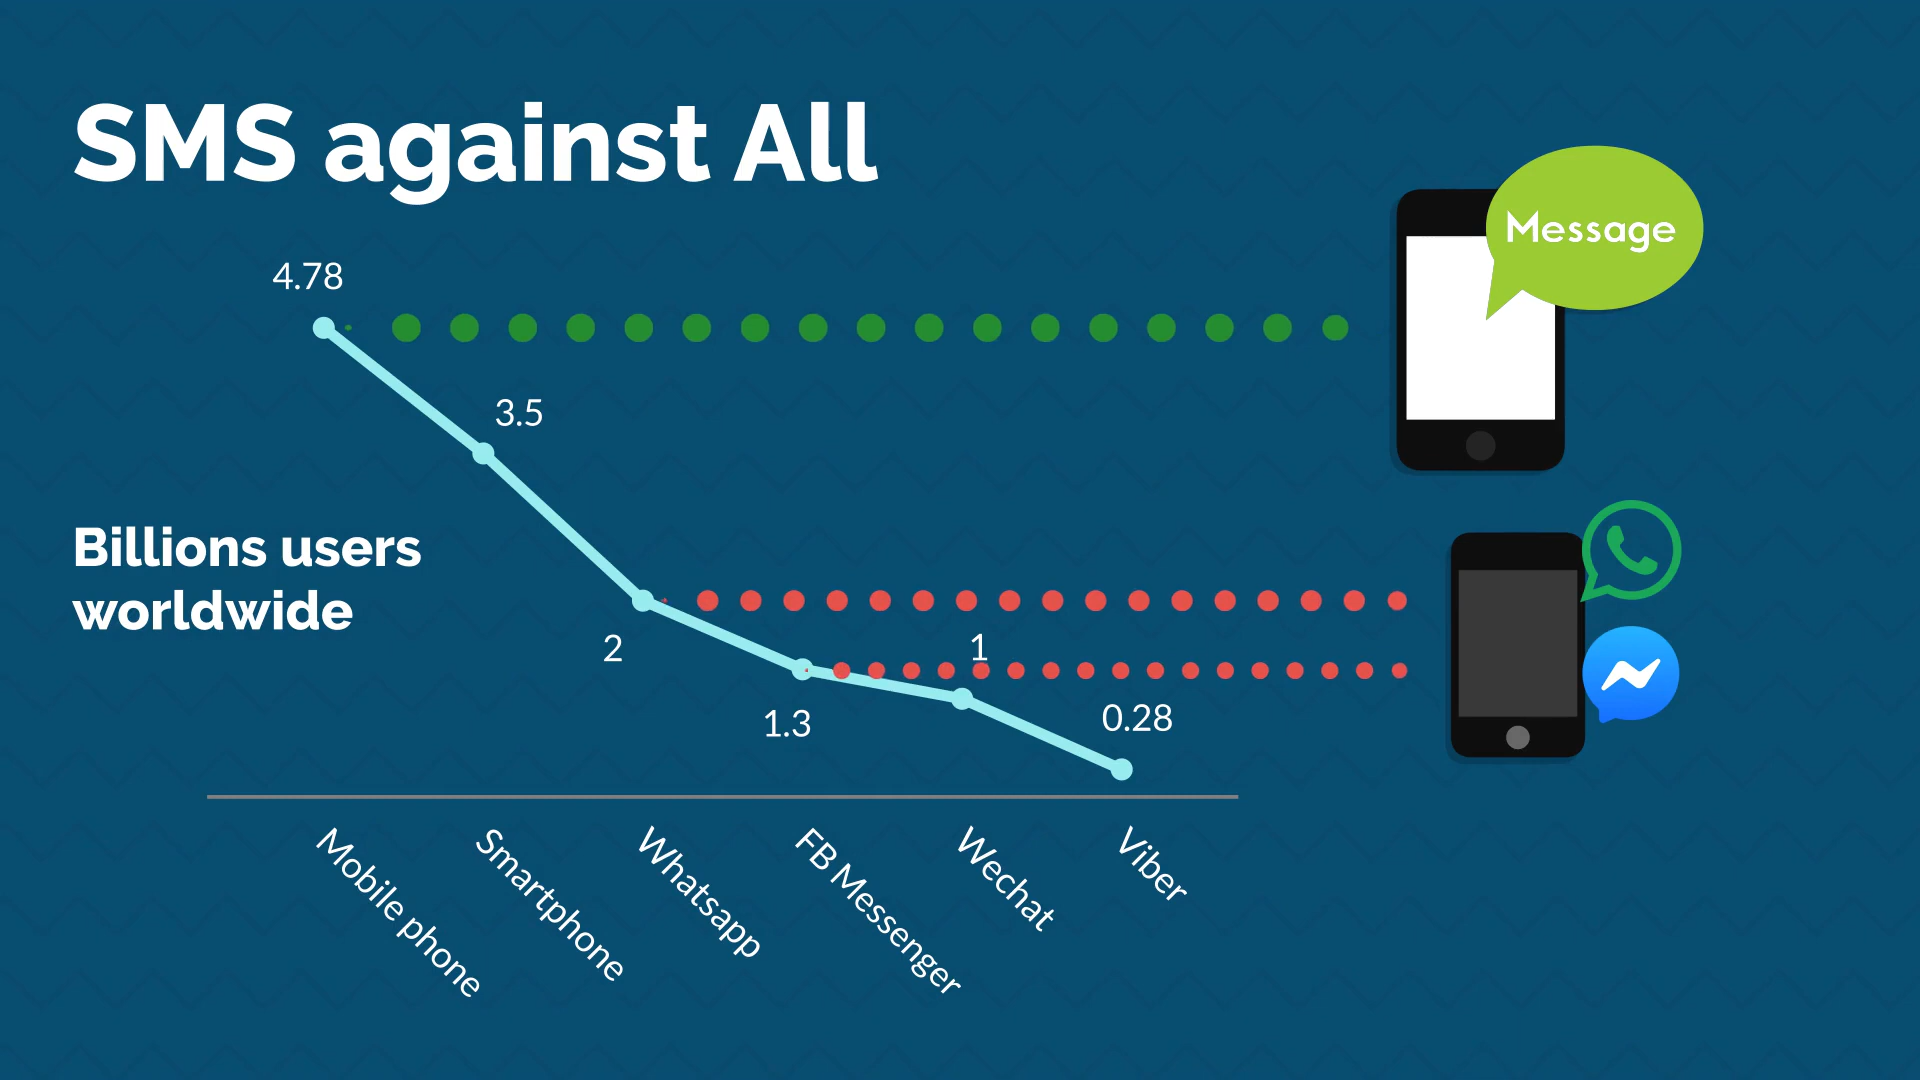 SMS against All
Message
4.78
3.5
Billions users
worldwide
2
1
1.3
0.28
Mobile phone
Smartphone
Whatsapp
FB Messenger
Wechat
Viber